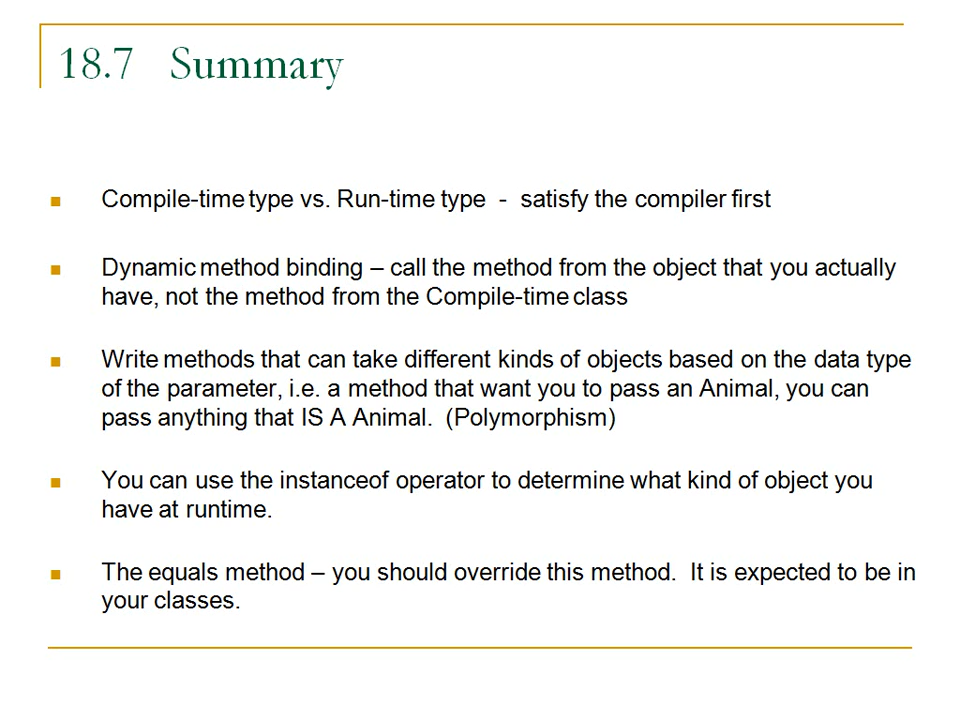 18.7 Summary
Compile-time type vs. Run-time type - satisfy the compiler first
Dynamic method binding – call the method from the object that you actually
have, not the method from the Compile-time class
Write methods that can take different kinds of objects based on the data type
of the parameter, i.e. a method that want you to pass an Animal, you can
pass anything that IS A Animal. (Polymorphism)
You can use the instanceof operator to determine what kind of object you
have at runtime.
The equals method – you should override this method. It is expected to be in
your classes.